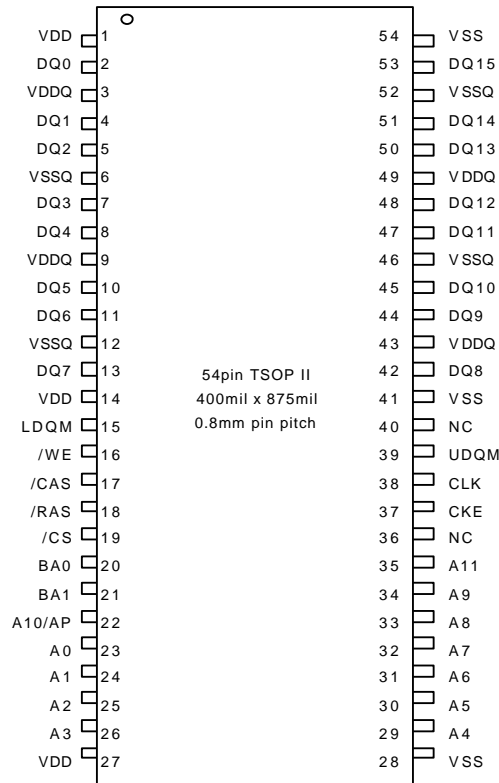 VDD 1 54 VSS
DQ0 2 53 DQ15
VDDQ 3 52 VSSQ
DQ1 4 51 DQ14
DQ2 5 50 DQ13
VSSQ 6 49 VDDQ
DQ3 7 48 DQ12
DQ4 8 47 DQ11
VDDQ 9 46 VSSQ
DQ5 10 45 DQ10
DQ6 11 44 DQ9
VSSQ 12 43 VDDQ
DQ7 13 42 DQ8
54pin TSOP II
VDD 14 41 VSS
400mil x 875mil
LDQM 15 40 NC
0.8mm pin pitch
/WE 16 39 UDQM
/CAS 17 38 CLK
/RAS 18 37 CKE
/CS 19 36 NC
BA0 20 35 A11
BA1 21 34 A9
A10/AP 22 33 A8
A0 23 32 A7
A1 24 31 A6
A2 25 30 A5
A3 26 29 A4
VDD 27 28 VSS